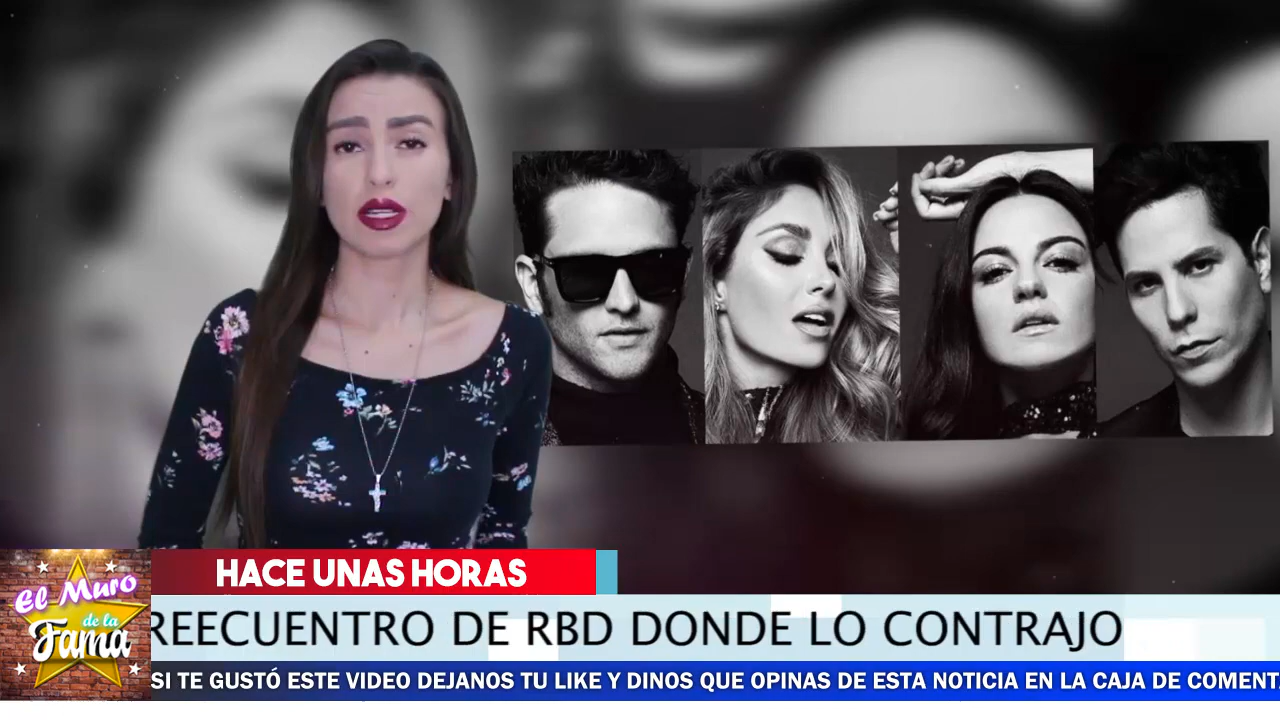 HACE UNAS HORAS
El Muro
de la
Fama
REECUENTRO DE RBD DONDE LO CONTRAJO
SI TE GUSTÓ ESTE VIDEO DEJANOS TU LIKE Y DINOS QUE OPINAS DE ESTA NOTICIA EN LA CAJA DE COMENT